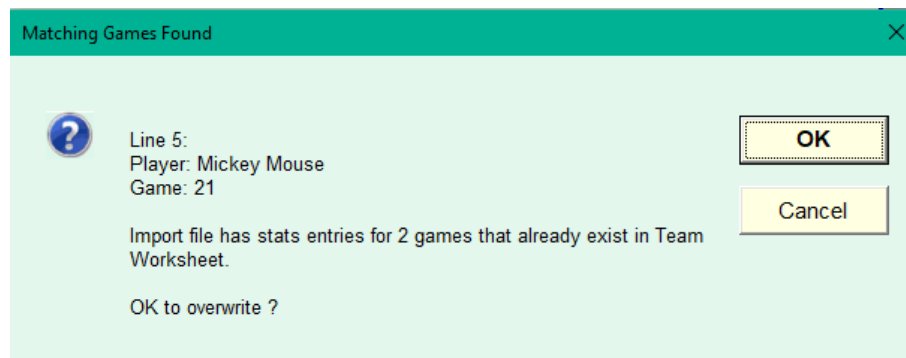 Matching Games Found
Line 5:
Player: Mickey Mouse
Game: 21
Import file has stats entries for 2 games that already exist in Team
Worksheet.
OK to overwrite ?
OK
Cancel